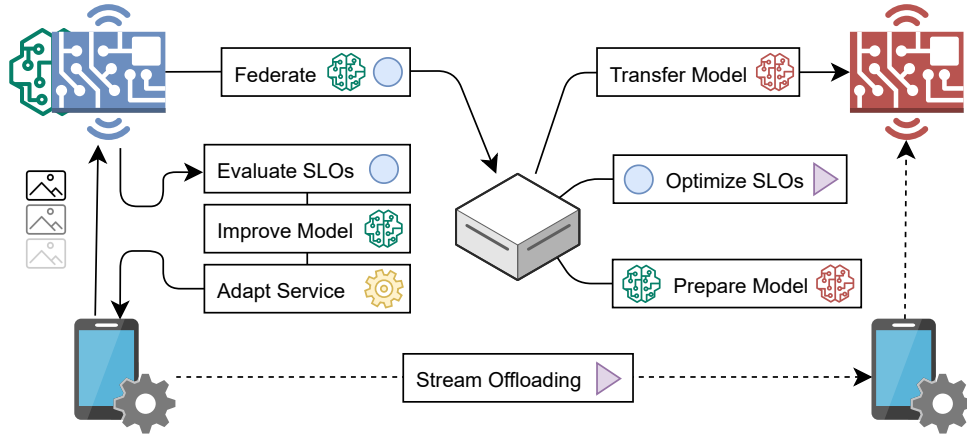 Federate
Transfer Model
Evaluate SLOs
Optimize SLOs
Improve Model
Adapt Service
Prepare Model
Stream Offloading